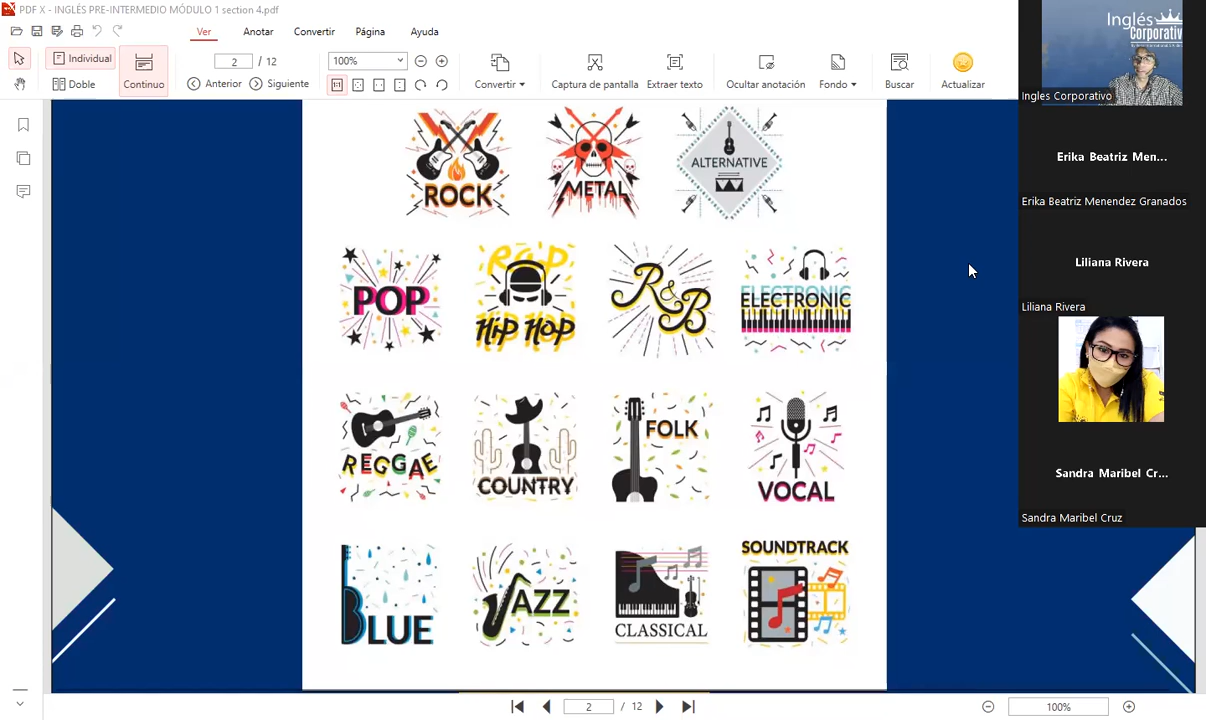 PDF X - INGLÉS PRE-INTERMEDIO MÓDULO 1 section 4.pdf
Ver
Anotar
Convertir
Página
Ayuda
Individual
Doble
Continuo
2 / 12
Anterior
Siguiente
100%
Convertir
Captura de pantalla
Extraer texto
Ocultar anotación
Fondo
Buscar
Actualizar
ROCK
METAL
ALTERNATIVE
POP
RAP
HIP HOP
R&B
ELECTRONIC
REGGAE
COUNTRY
FOLK
VOCAL
BLUE
JAZZ
CLASSICAL
SOUNDTRACK
2 / 12
100%
Inglés
Corporativ
Ingles Corporativo
Erika Beatriz Men...
Erika Beatriz Menendez Granados
Liliana Rivera
Liliana Rivera
Sandra Maribel Cr...
Sandra Maribel Cruz